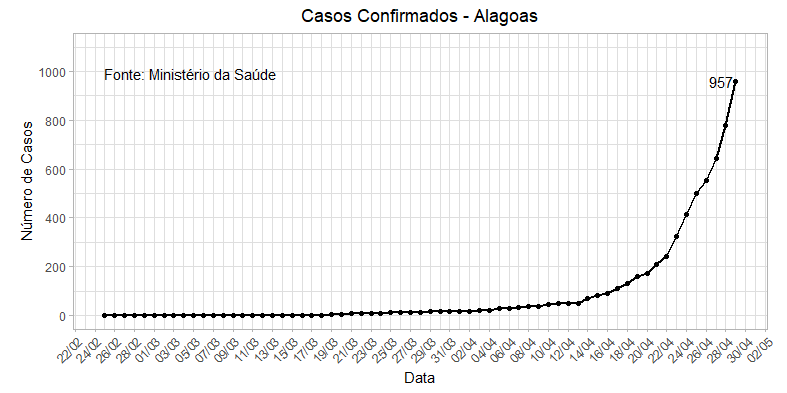 Casos Confirmados - Alagoas
Fonte: Ministério da Saúde
957
Número de Casos
1000
800
600
400
200
0
22/02 24/02 26/02 28/02 01/03 03/03 05/03 07/03 09/03 11/03 13/03 15/03 17/03 19/03 21/03 23/03 25/03 27/03 29/03 31/03 02/04 04/04 06/04 08/04 10/04 12/04 14/04 16/04 18/04 20/04 22/04 24/04 26/04 28/04 30/04 02/05
Data